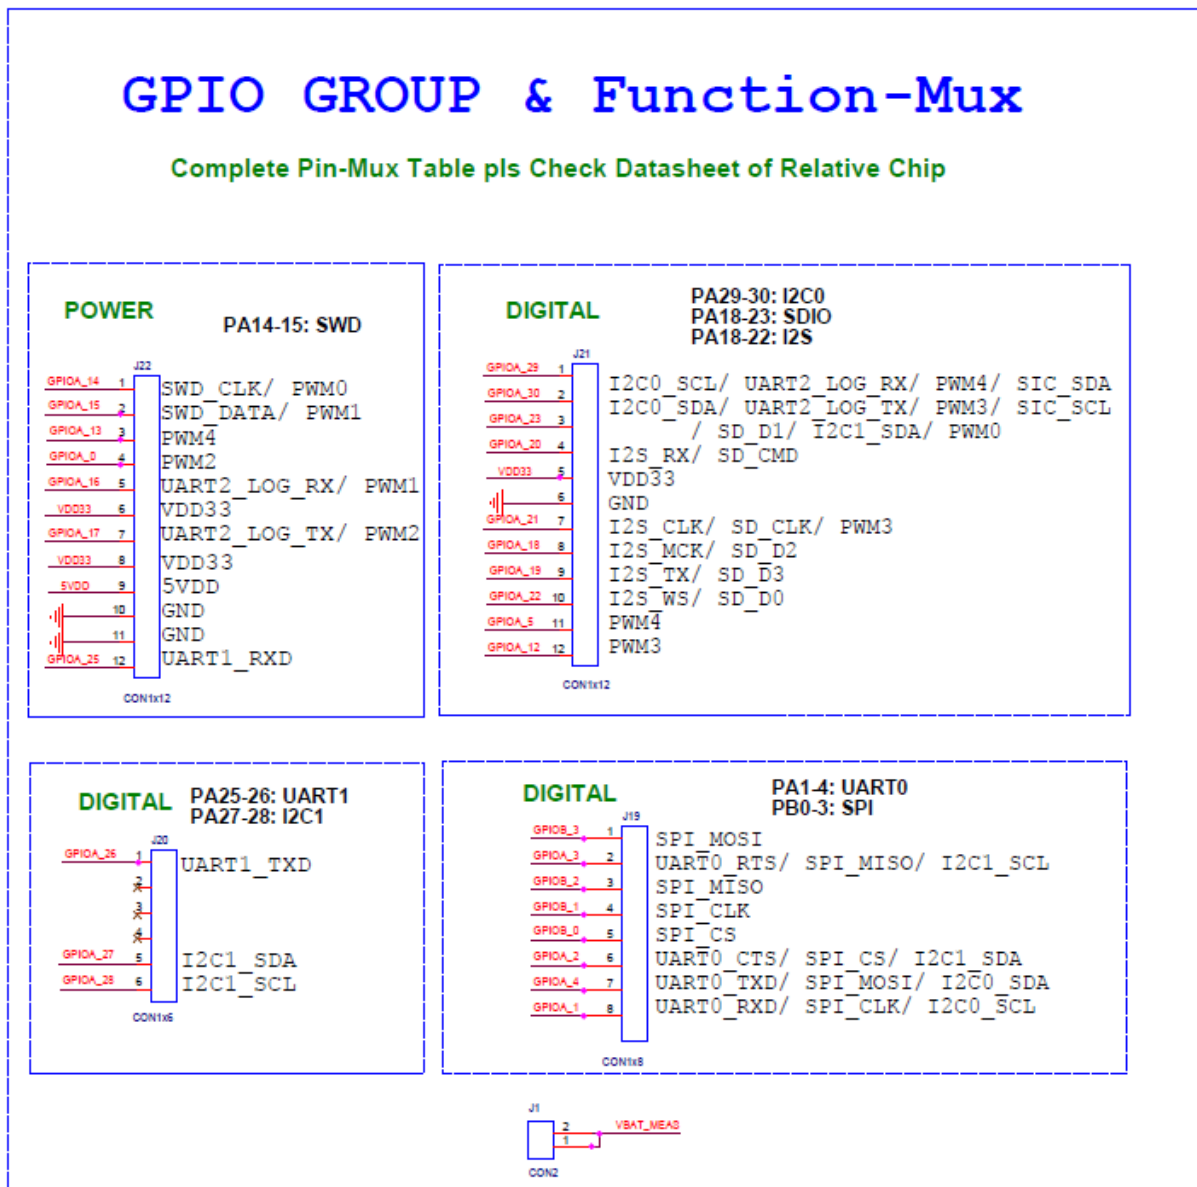 GPIO GROUP & Function-Mux
Complete Pin-Mux Table pls Check Datasheet of Relative Chip
POWER
PA14-15: SWD
J22
GPIOA_14 1 SWD_CLK/ PWM0
GPIOA_15 2 SWD_DATA/ PWM1
GPIOA_13 3 PWM4
GPIOA_0 4 PWM2
GPIOA_16 5 UART2_LOG_RX/ PWM1
VDD33 6 VDD33
GPIOA_17 7 UART2_LOG_TX/ PWM2
VDD33 8 VDD33
5VDD 9 5VDD
10 GND
11 GND
GPIOA_25 12 UART1_RXD
CON1x12
DIGITAL
PA29-30: I2C0
PA18-23: SDIO
PA18-22: I2S
J21
GPIOA_29 1 I2C0_SCL/ UART2_LOG_RX/ PWM4/ SIC_SDA
GPIOA_30 2 I2C0_SDA/ UART2_LOG_TX/ PWM3/ SIC_SCL
GPIOA_23 3 / SD_D1/ I2C1_SDA/ PWM0
GPIOA_20 4 I2S_RX/ SD_CMD
VDD33 5 VDD33
6 GND
GPIOA_21 7 I2S_CLK/ SD_CLK/ PWM3
GPIOA_18 8 I2S_MCK/ SD_D2
GPIOA_19 9 I2S_TX/ SD_D3
GPIOA_22 10 I2S_WS/ SD_D0
GPIOA_5 11 PWM4
GPIOA_12 12 PWM3
CON1x12
DIGITAL
PA25-26: UART1
PA27-28: I2C1
J20
GPIOA_26 1 UART1_TXD
2
3
4
GPIOA_27 5 I2C1_SDA
GPIOA_28 6 I2C1_SCL
CON1x6
DIGITAL
PA1-4: UART0
PB0-3: SPI
J19
GPIOB_3 1 SPI_MOSI
GPIOA_3 2 UART0_RTS/ SPI_MISO/ I2C1_SCL
GPIOB_2 3 SPI_MISO
GPIOB_1 4 SPI_CLK
GPIOB_0 5 SPI_CS
GPIOA_2 6 UART0_CTS/ SPI_CS/ I2C1_SDA
GPIOA_4 7 UART0_TXD/ SPI_MOSI/ I2C0_SDA
GPIOA_1 8 UART0_RXD/ SPI_CLK/ I2C0_SCL
CON1x8
J1
2 VBAT_MEAS
1
CON2